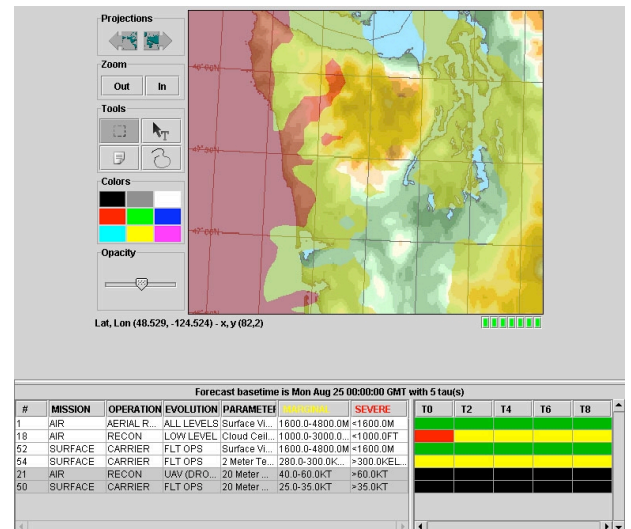 Projections
Zoom
Out In
Tools
T
Colors
Opacity
Lat, Lon (48.529, -124.524) - x, y (82,2)
Forecast basetime is Mon Aug 25 00:00:00 GMT with 5 tau(s)
# MISSION OPERATION EVOLUTION PARAMETER MARGINAL SEVERE T0 T2 T4 T6 T8
1 AIR AERIAL R... ALL LEVELS Surface Vi... 1600.0-4800.0M <1600.0M
18 AIR RECON LOW LEVEL Cloud Ceil... 1000.0-3000.0... <1000.0FT
52 SURFACE CARRIER FLT OPS Surface Vi... 1600.0-4800.0M <1600.0M
54 SURFACE CARRIER FLT OPS 2 Meter Te... 280.0-300.0K... >300.0KEL...
21 AIR RECON UAV (DRO... 20 Meter ... 40.0-60.0KT >60.0KT
50 SURFACE CARRIER FLT OPS 20 Meter ... 25.0-35.0KT >35.0KT